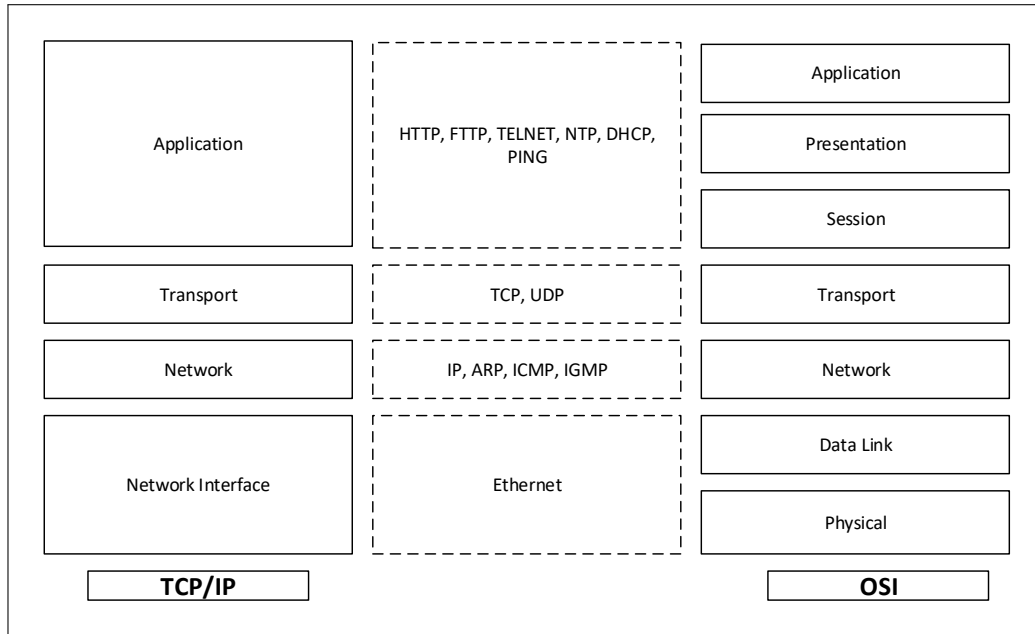 Application
HTTP, FTTP, TELNET, NTP, DHCP,
PING
Application
Presentation
Session
Transport
TCP, UDP
Transport
Network
IP, ARP, ICMP, IGMP
Network
Network Interface
Ethernet
Data Link
Physical
TCP/IP
OSI